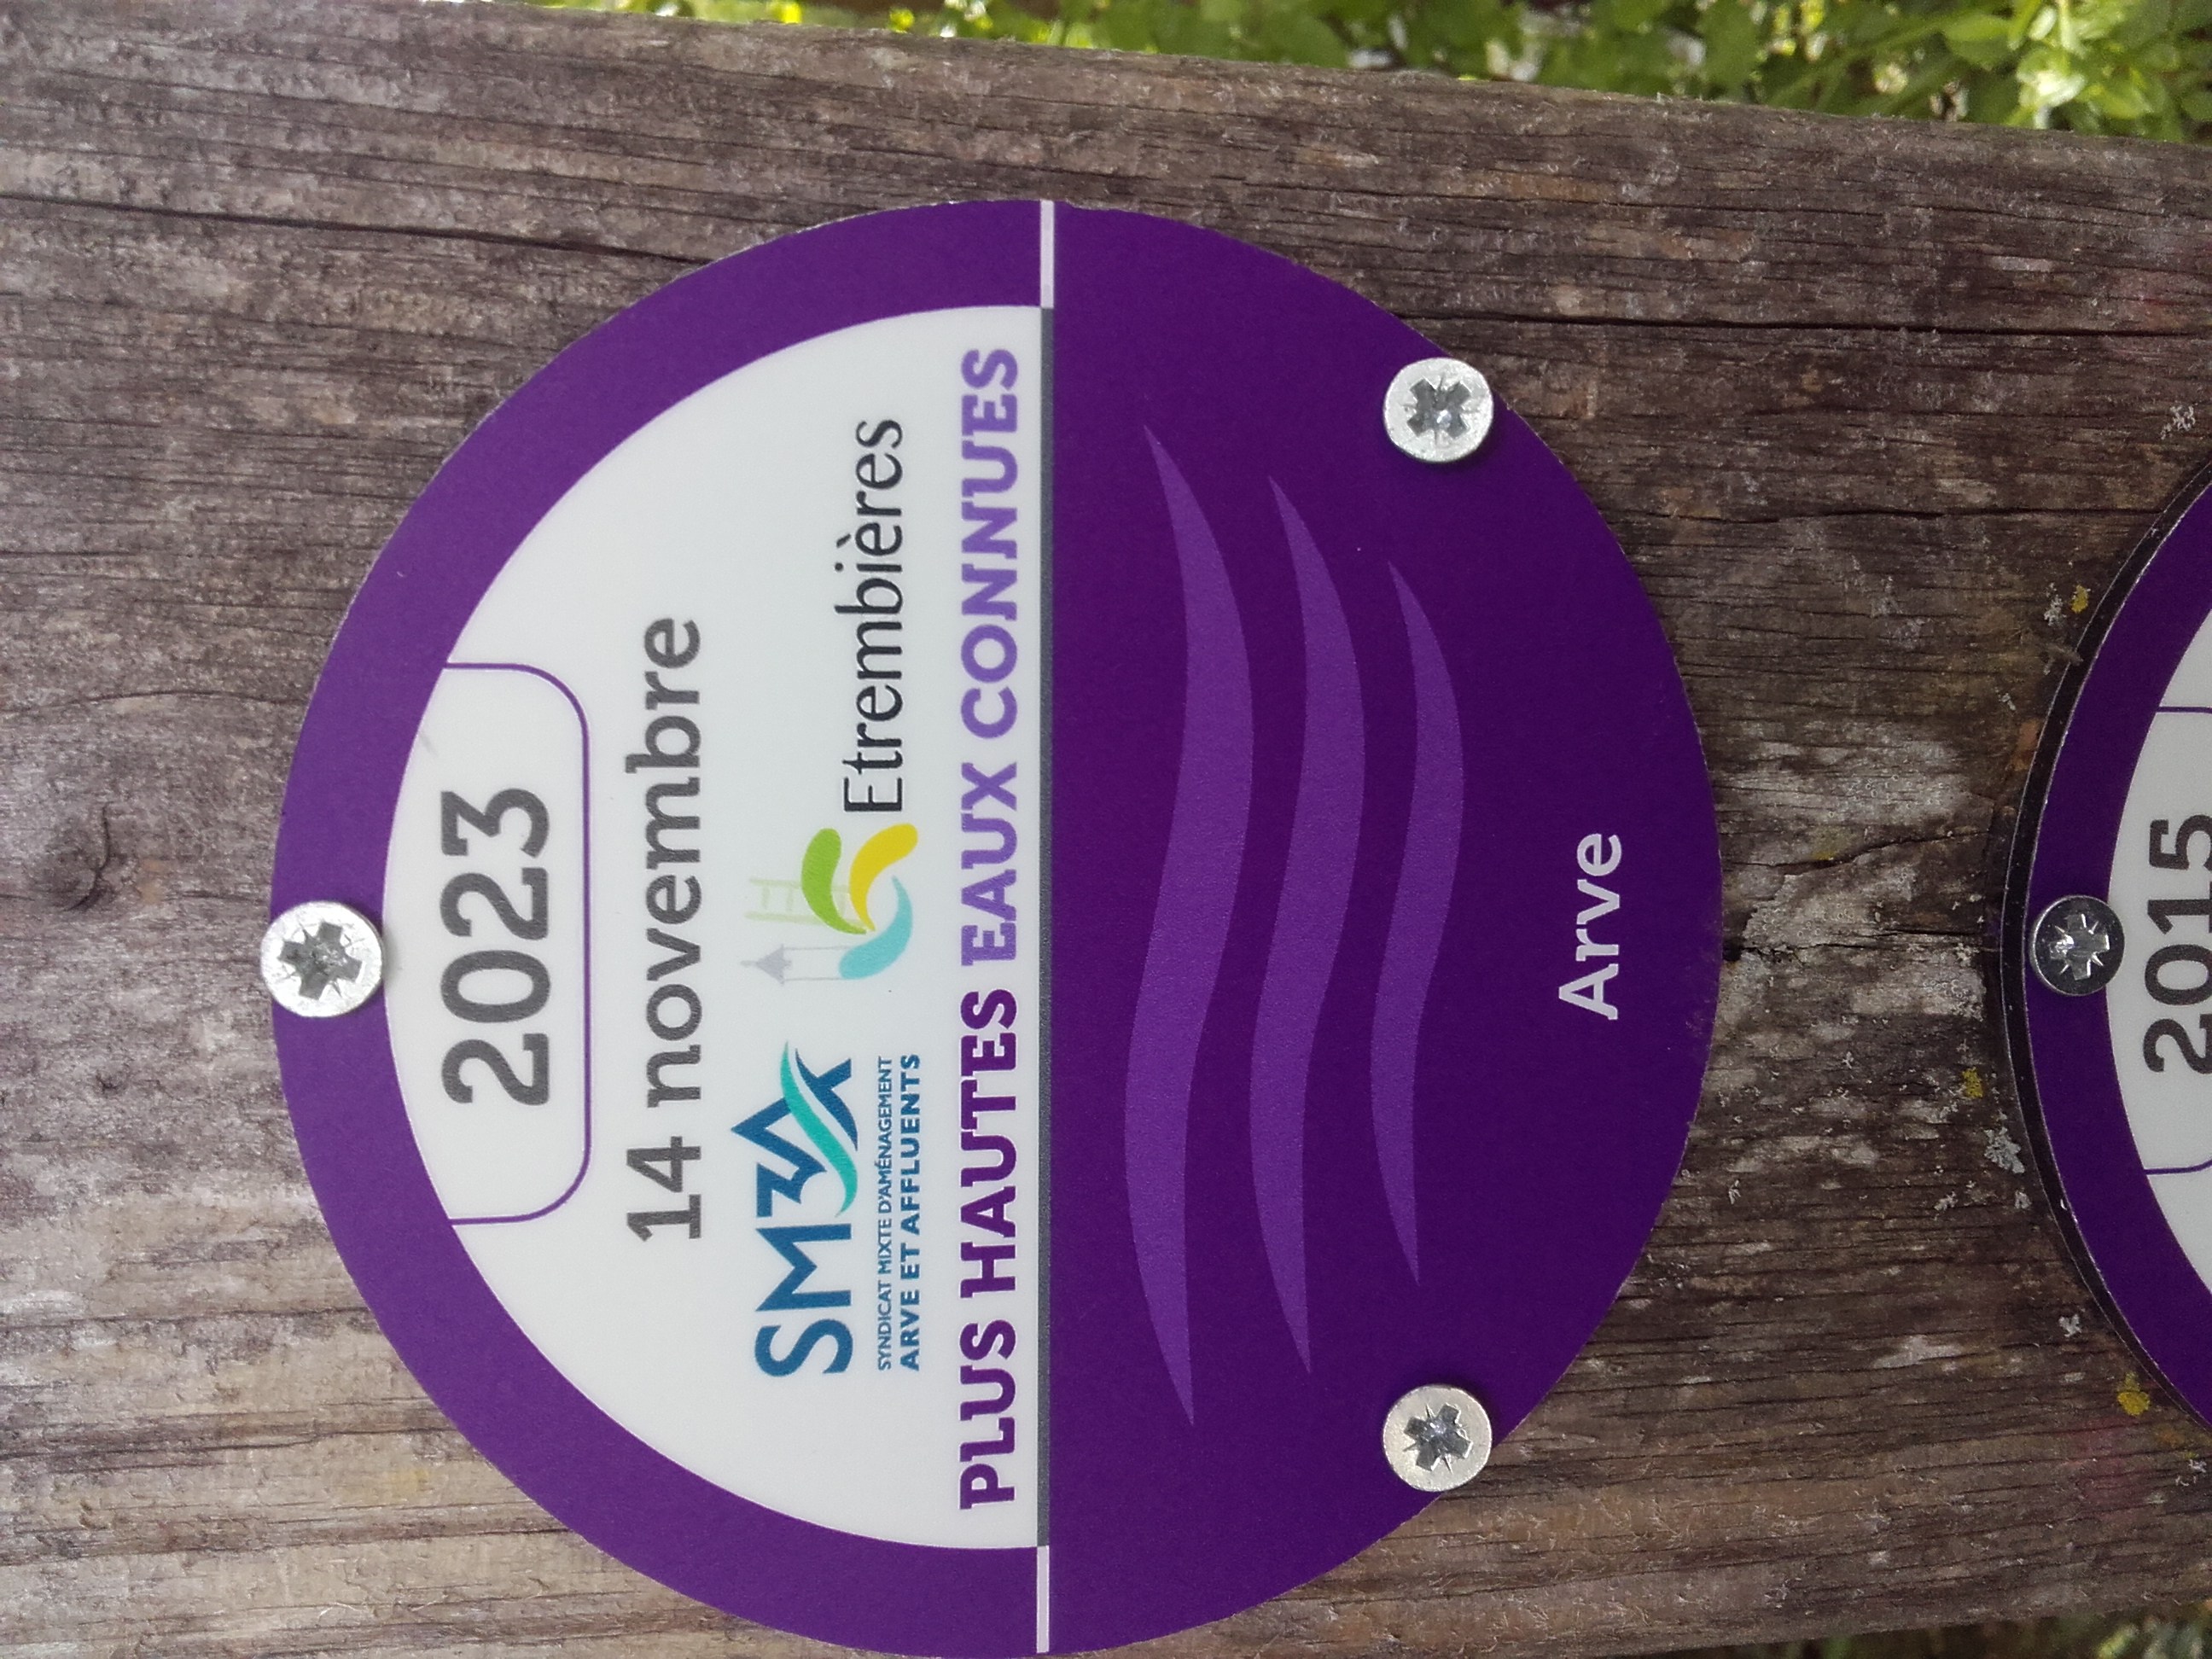 2023
14 novembre
SM3A
SYNDICAT MIXTE D'AMÉNAGEMENT
ARVE ET AFFLUENTS
Etrembières
PLUS HAUTES EAUX CONNUES
Arve
2015